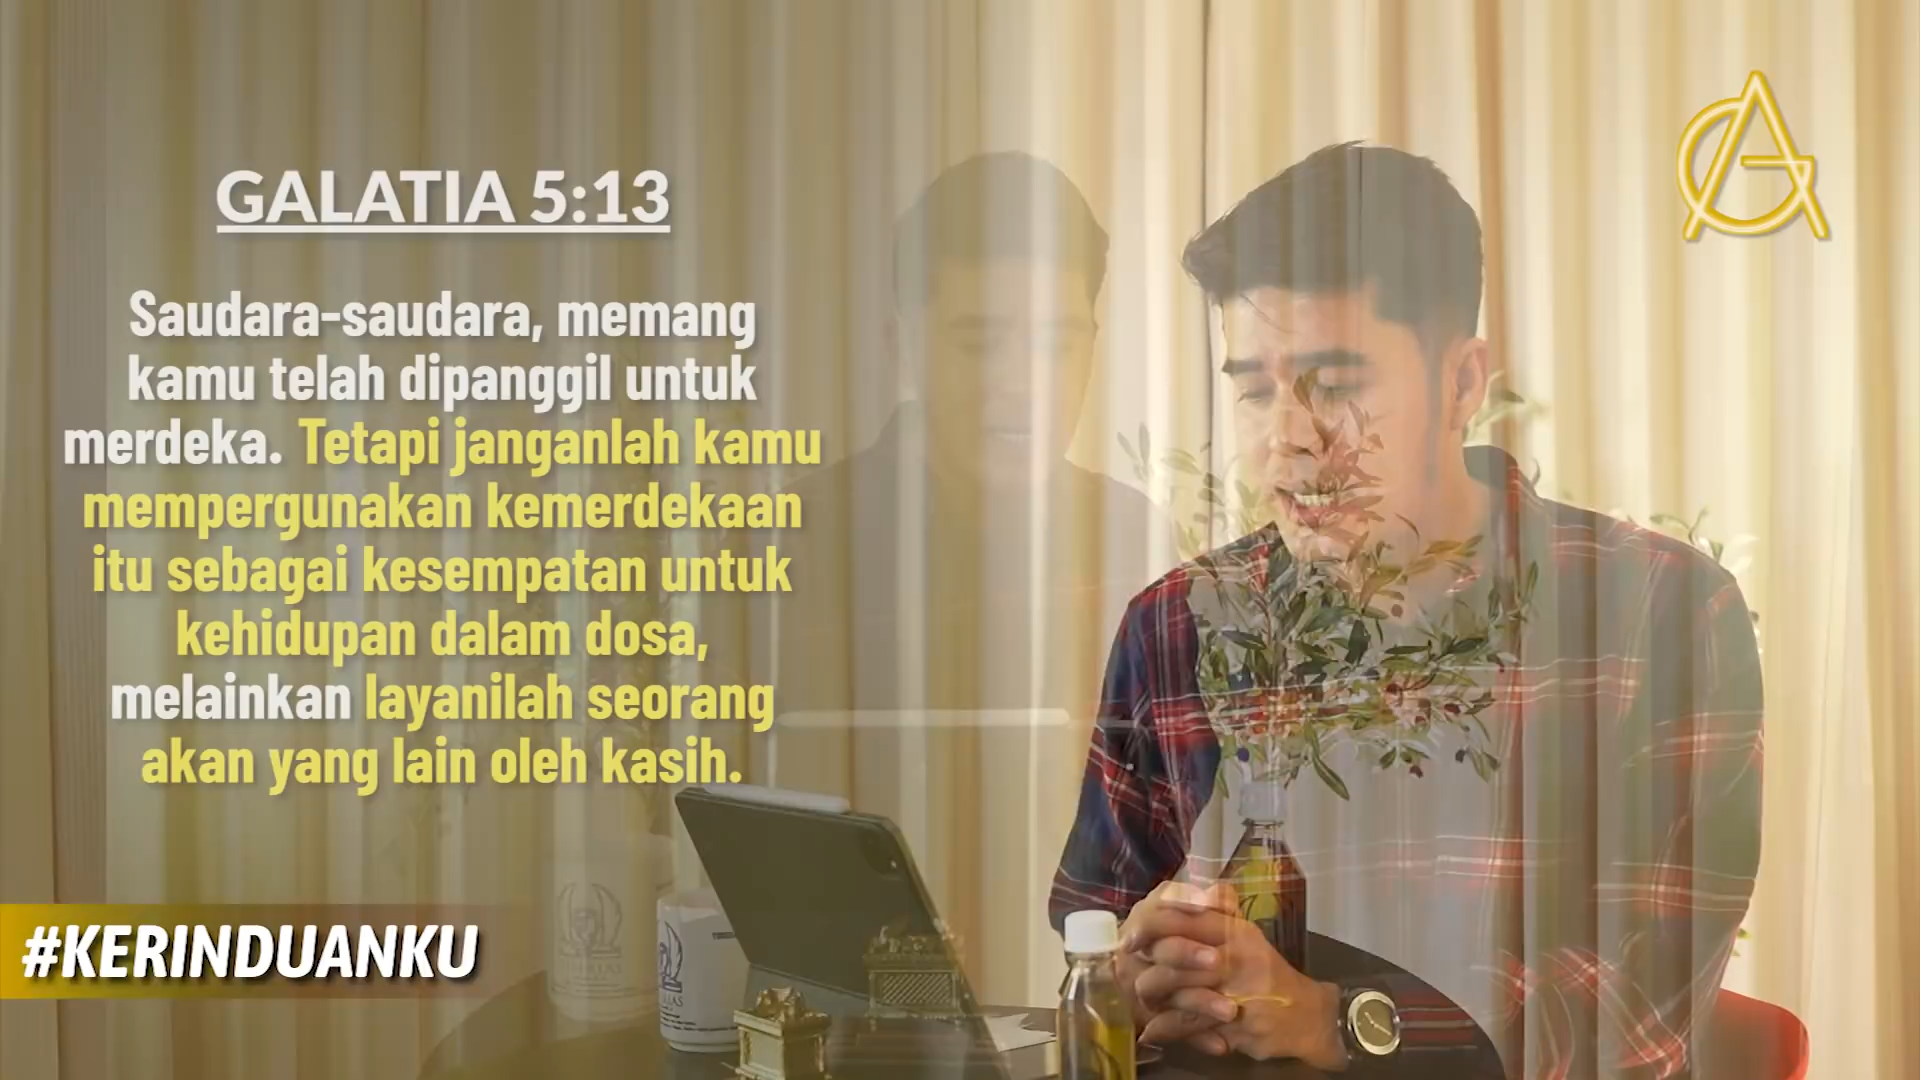 GALATIA 5:13
Saudara-saudara, memang
kamu telah dipanggil untuk
merdeka. Tetapi janganlah kamu
mempergunakan kemerdekaan
itu sebagai kesempatan untuk
kehidupan dalam dosa,
melainkan layanilah seorang
akan yang lain oleh kasih.
#KERINDUANKU